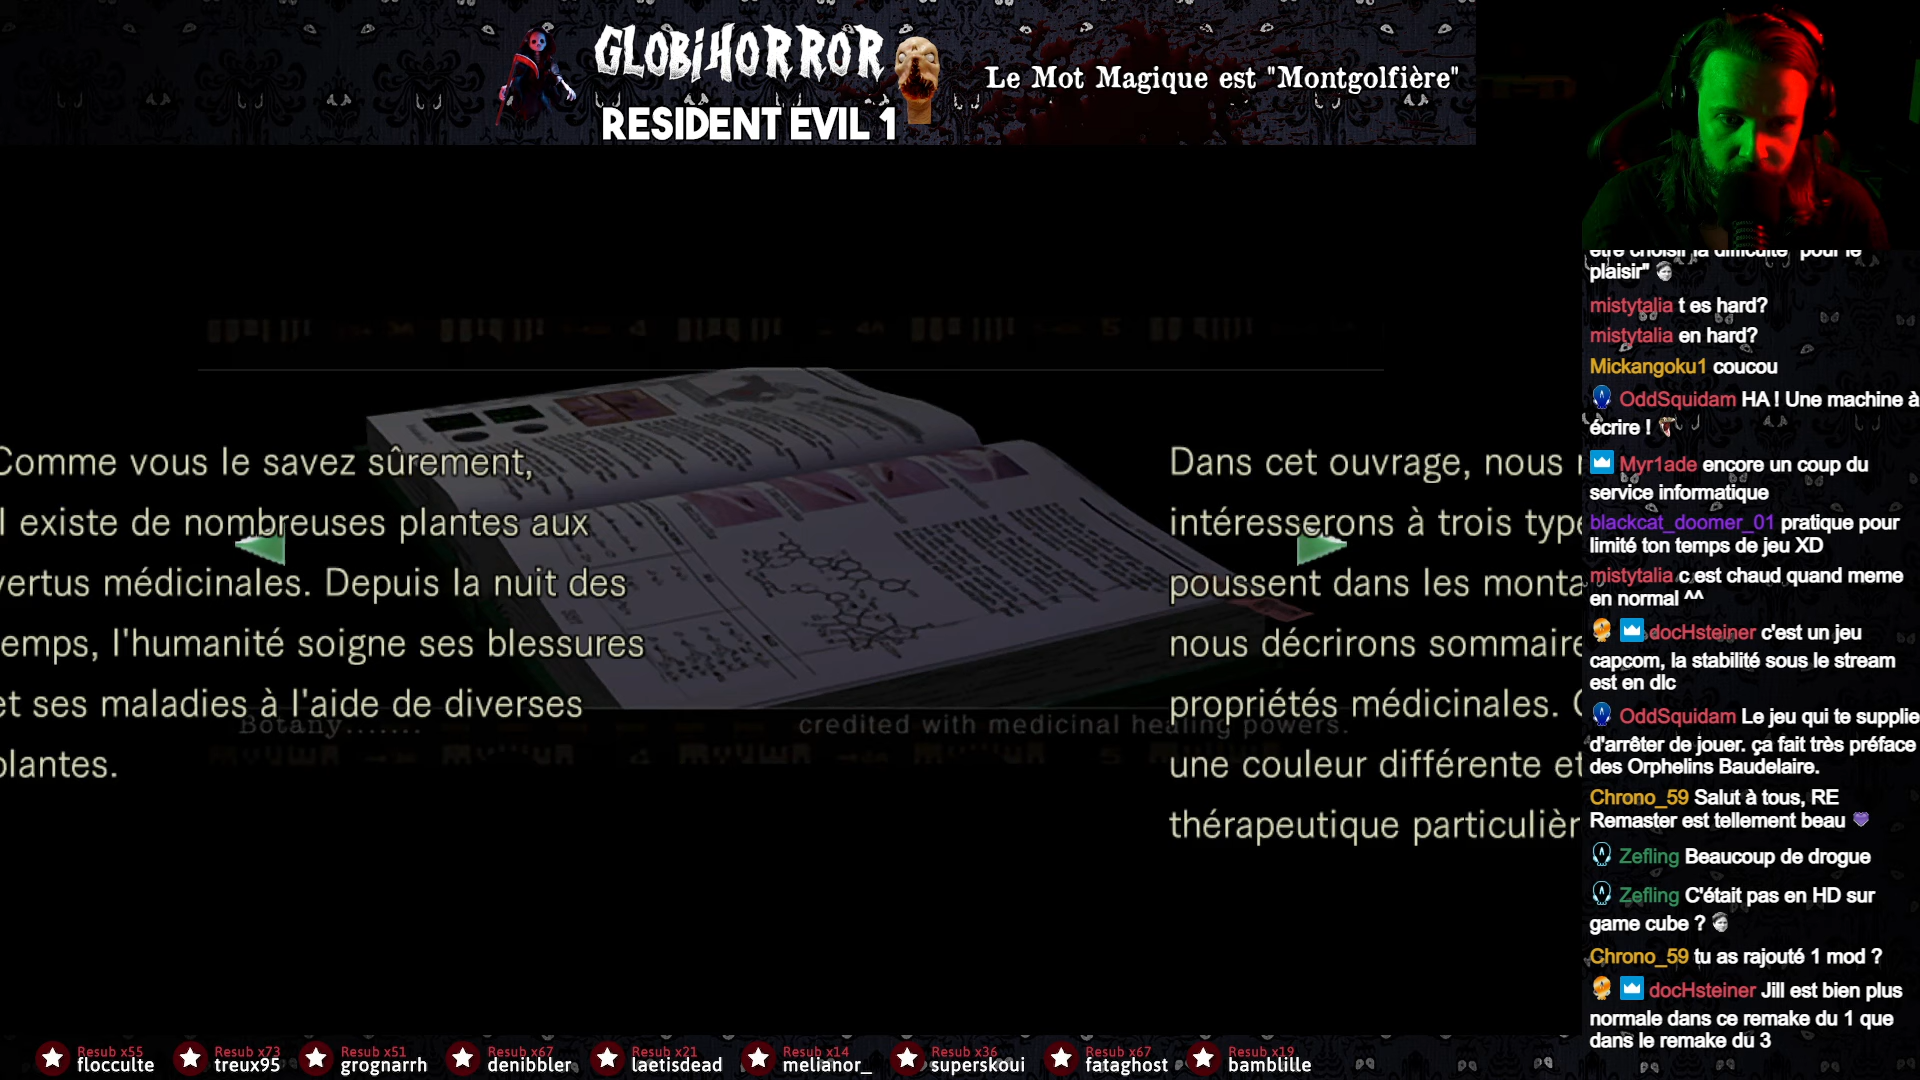 GLOBiHORROR
RESIDENT EVIL 1
Le Mot Magique est "Montgolfière"
Comme vous le savez sûrement,
il existe de nombreuses plantes aux
vertus médicinales. Depuis la nuit des
temps, l'humanité soigne ses blessures
et ses maladies à l'aide de diverses
plantes.
Dans cet ouvrage, nous
intéresserons à trois type
poussent dans les monta
nous décrirons sommaire
propriétés médicinales.
une couleur différente et
thérapeutique particulièr
Botany.......
credited with medicinal healing powers.
être choisir la difficulté "pour le
plaisir"
mistytalia t es hard?
mistytalia en hard?
Mickangoku1 coucou
OddSquidam HA ! Une machine à
écrire !
Myr1ade encore un coup du
service informatique
blackcat_doomer_01 pratique pour
limité ton temps de jeu XD
mistytalia c est chaud quand meme
en normal ^^
docHsteiner c'est un jeu
capcom, la stabilité sous le stream
est en dlc
OddSquidam Le jeu qui te supplie
d'arrêter de jouer. ça fait très préface
des Orphelins Baudelaire.
Chrono_59 Salut à tous, RE
Remaster est tellement beau
Zefling Beaucoup de drogue
Zefling C'était pas en HD sur
game cube ?
Chrono_59 tu as rajouté 1 mod ?
docHsteiner Jill est bien plus
normale dans ce remake du 1 que
dans le remake du 3
Resub x55
flocculte
Resub x73
treux95
Resub x51
grognarrh
Resub x67
denibbler
Resub x21
laetisdead
Resub x14
melianor_
Resub x36
superskoui
Resub x67
fataghost
Resub x19
bamblille